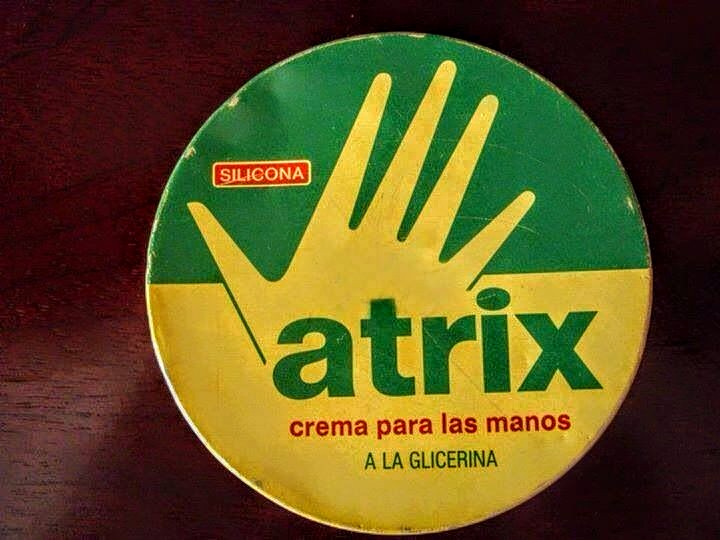 SILICONA
atrix
crema para las manos
A LA GLICERINA